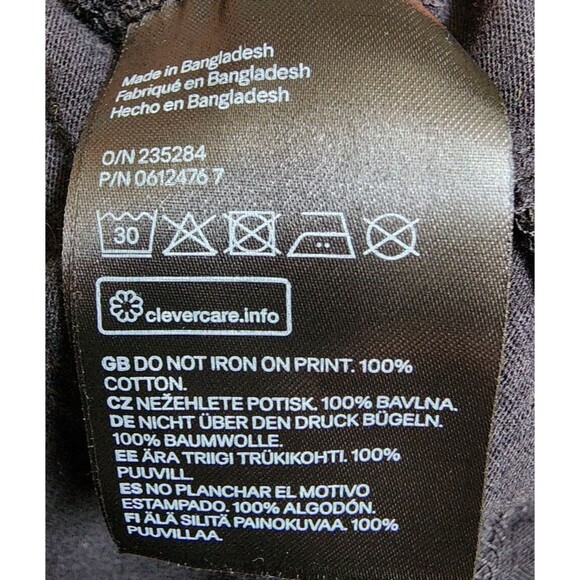 Made in Bangladesh
Fabriqué en Bangladesh
Hecho en Bangladesh
O/N 235284
P/N 0612476 7
30
clevercare.info
GB DO NOT IRON ON PRINT. 100%
COTTON.
CZ NEŽEHLETE POTISK. 100% BAVLNA.
DE NICHT ÜBER DEN DRUCK BÜGELN.
100% BAUMWOLLE.
EE ÄRA TRIIGI TRÜKIKOHTI. 100%
PUUVILL.
ES NO PLANCHAR EL MOTIVO
ESTAMPADO. 100% ALGODÓN.
FI ÄLÄ SILITÄ PAINOKUVAA. 100%
PUUVILLAA.